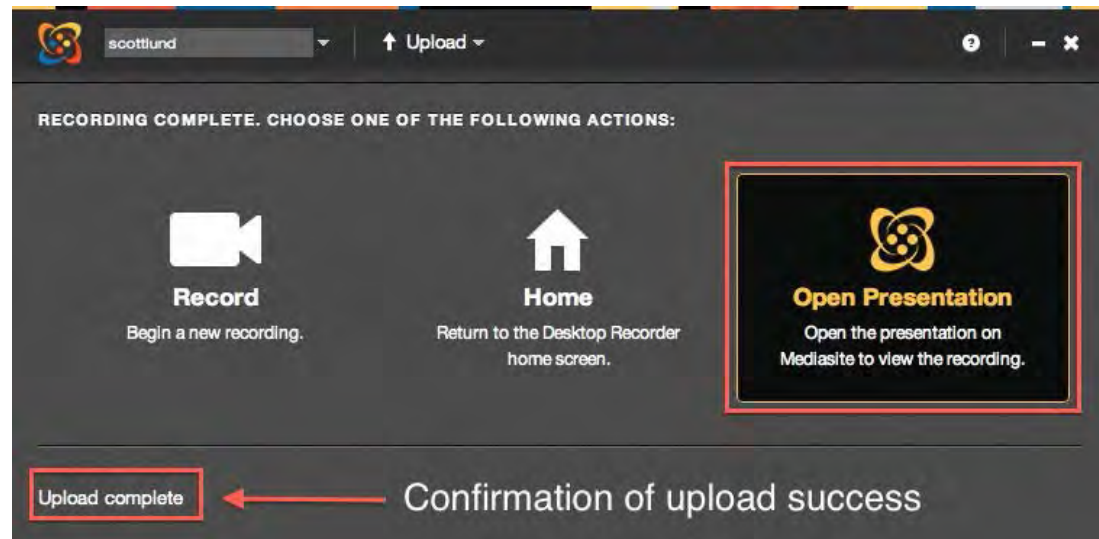 scottlund
Upload
RECORDING COMPLETE. CHOOSE ONE OF THE FOLLOWING ACTIONS:
Record
Begin a new recording.
Home
Return to the Desktop Recorder
home screen.
Open Presentation
Open the presentation on
Mediasite to view the recording.
Upload complete
Confirmation of upload success